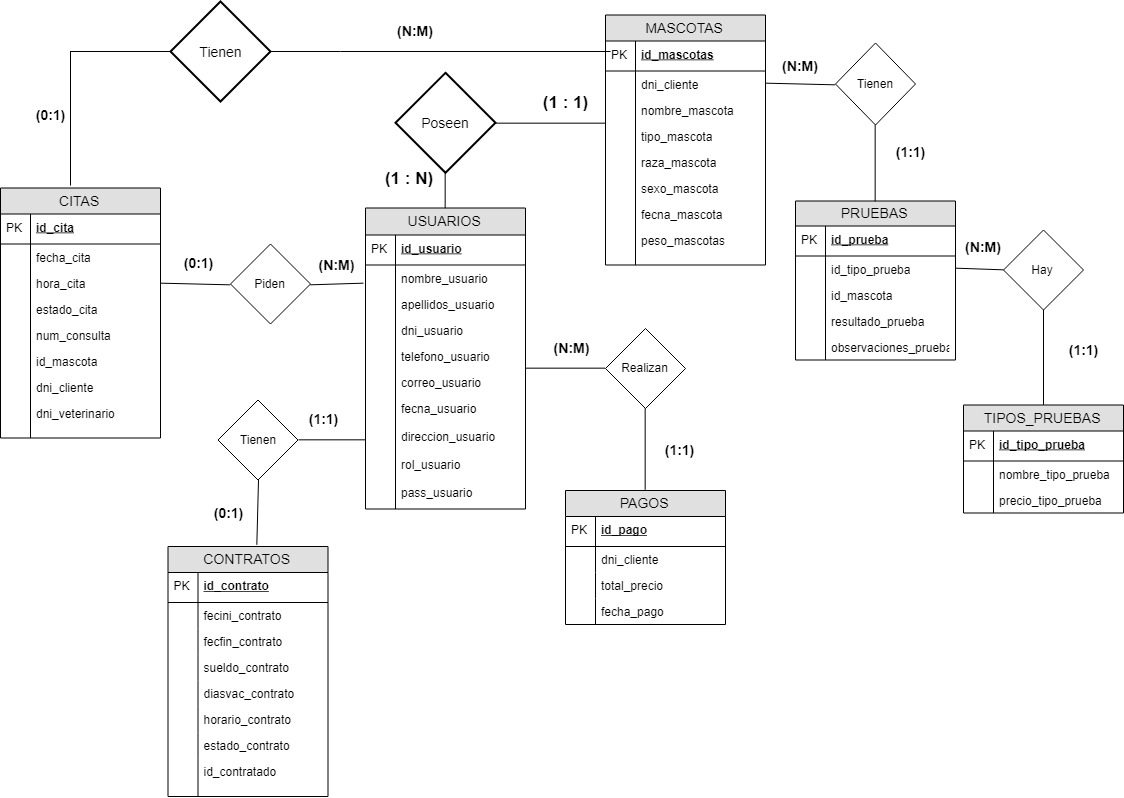 Tienen
(N:M)
MASCOTAS
PK id_mascotas
dni_cliente
nombre_mascota
tipo_mascota
raza_mascota
sexo_mascota
fecna_mascota
peso_mascotas
(N:M)
Tienen
(0:1)
Poseen
(1 : 1)
(1 : N)
(1:1)
CITAS
PK id_cita
fecha_cita
hora_cita
estado_cita
num_consulta
id_mascota
dni_cliente
dni_veterinario
(0:1)
Piden
(N:M)
USUARIOS
PK id_usuario
nombre_usuario
apellidos_usuario
dni_usuario
telefono_usuario
correo_usuario
fecna_usuario
direccion_usuario
rol_usuario
pass_usuario
PRUEBAS
PK id_prueba
id_tipo_prueba
id_mascota
resultado_prueba
observaciones_prueba
(N:M)
Hay
(1:1)
(N:M)
Realizan
(1:1)
TIPOS_PRUEBAS
PK id_tipo_prueba
nombre_tipo_prueba
precio_tipo_prueba
Tienen
(1:1)
(0:1)
PAGOS
PK id_pago
dni_cliente
total_precio
fecha_pago
CONTRATOS
PK id_contrato
fecini_contrato
fecfin_contrato
sueldo_contrato
diasvac_contrato
horario_contrato
estado_contrato
id_contratado